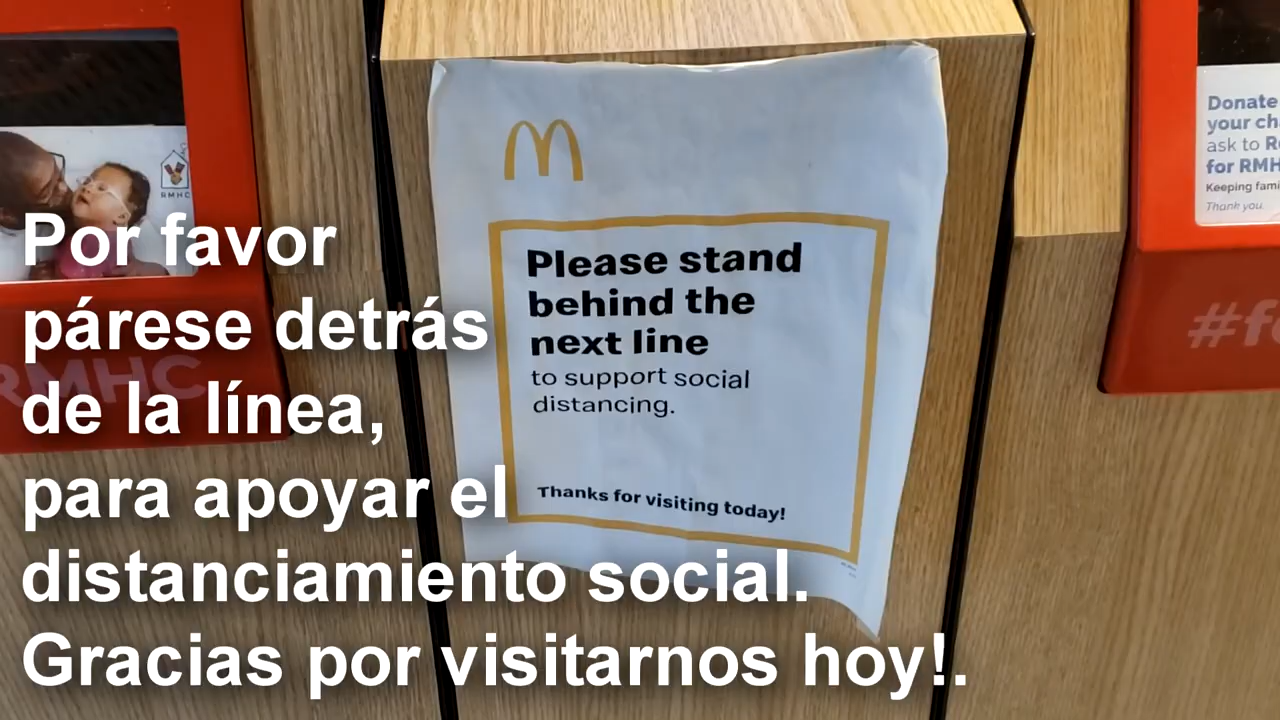 RMHC
Donate
your
ask to
for RMH
Keeping
Thank you.
Please stand
behind the
next line
to support social
distancing.
Thanks for visiting today!
RMHC
Por favor
párese detrás
de la línea,
para apoyar el
distanciamiento social.
Gracias por visitarnos hoy!.